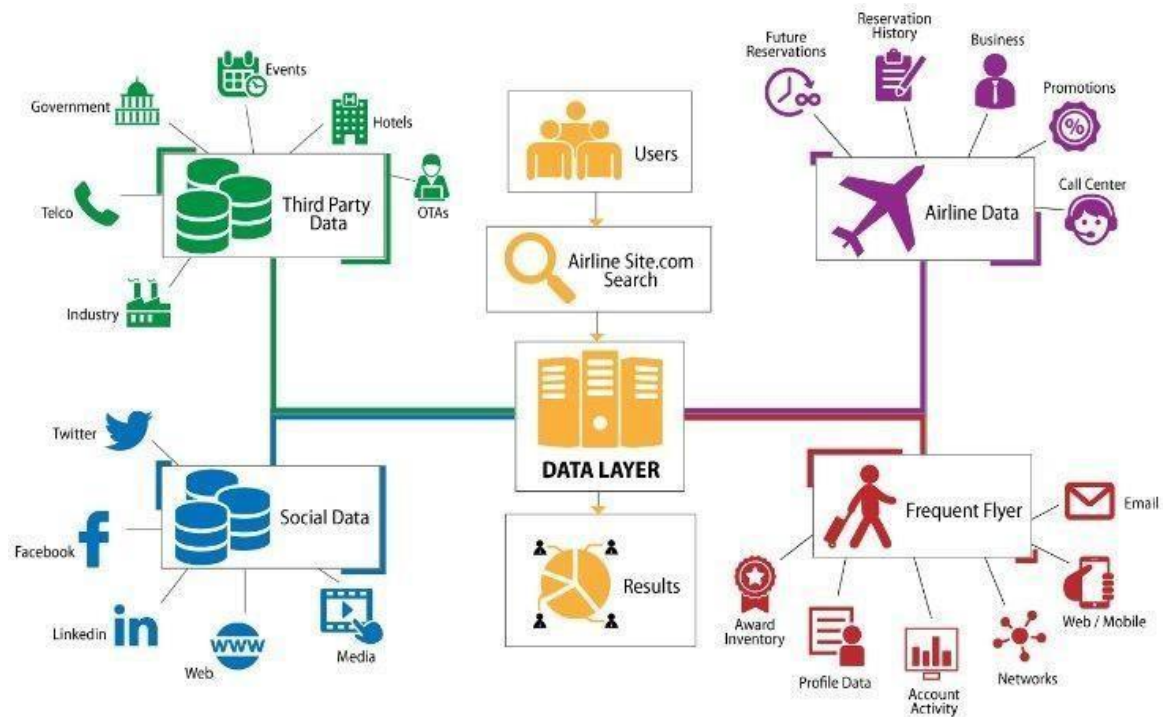 Government
Events
Hotels
Telco
Third Party
Data
OTAs
Industry
Users
Airline Site.com
Search
DATA LAYER
Results
Future
Reservations
Reservation
History
Business
Promotions
Airline Data
Call Center
Twitter
Facebook
Social Data
Linkedin
in
Web
www
Media
Frequent Flyer
Email
Award
Inventory
Profile Data
Account
Activity
Networks
Web / Mobile
H
%
f